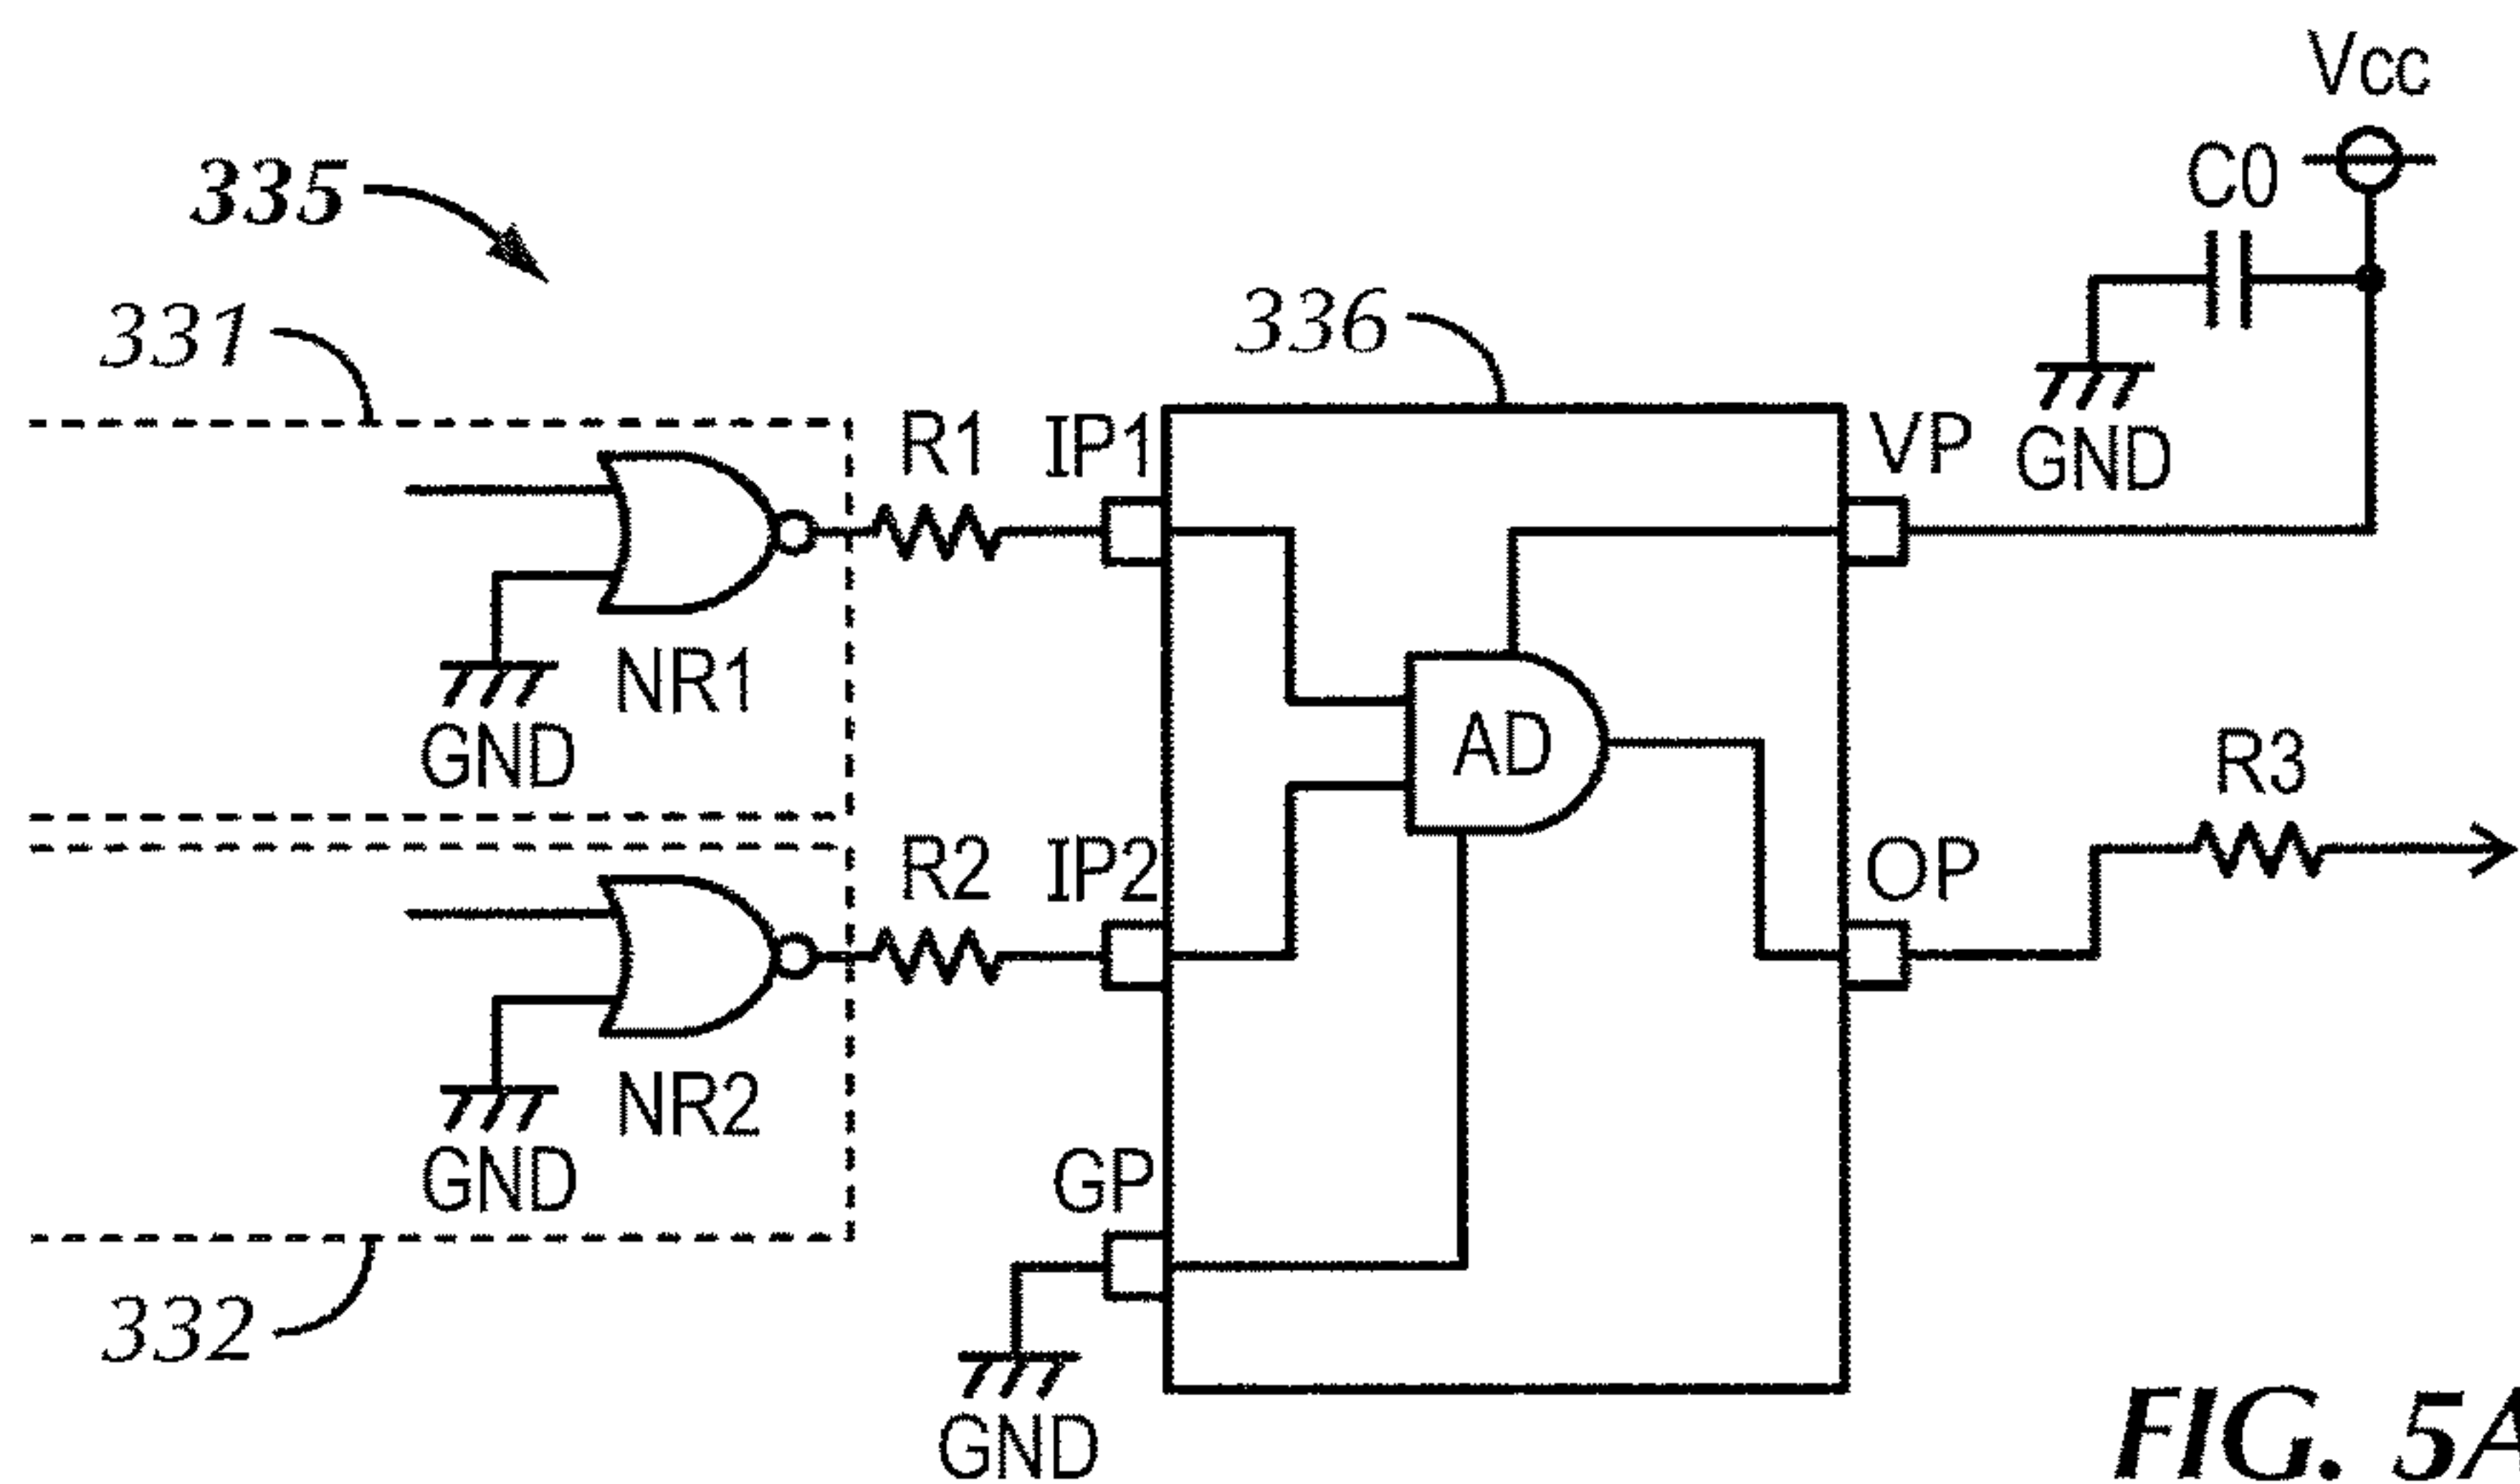 Vcc
C0
335
331
336
R1
IP1
VP
GND
NR1
GND
AD
R3
R2
IP2
OP
NR2
GND
GP
332
GND
FIG. 5A